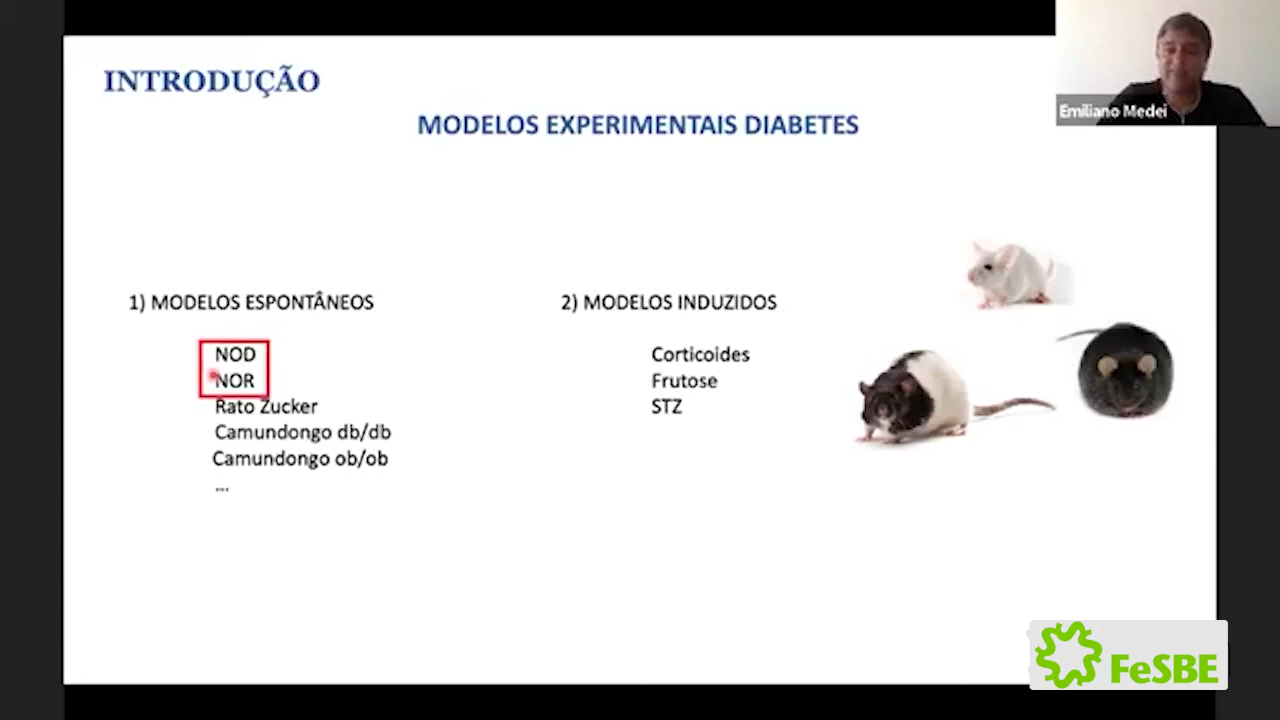 INTRODUÇÃO
MODELOS EXPERIMENTAIS DIABETES
Emiliano Medei
1) MODELOS ESPONTÂNEOS
NOD
NOR
Rato Zucker
Camundongo db/db
Camundongo ob/ob
...
2) MODELOS INDUZIDOS
Corticoides
Frutose
STZ
FeSBE